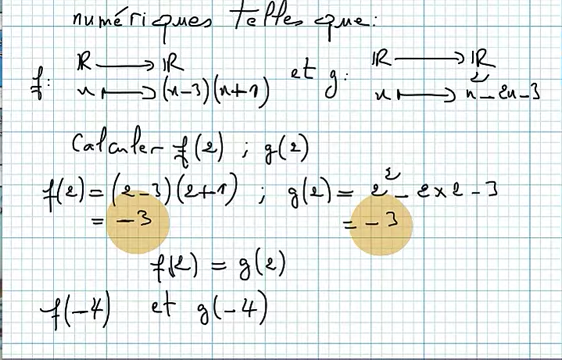 numériques telles que:
f: ℝ ⟶ ℝ et g: ℝ ⟶ ℝ
x ⟼ (x-3)(x+1) x ⟼ x² - 2x - 3
Calculer f(2) ; g(2)
f(2) = (2-3)(2+1) ; g(2) = 2² - 2×2 - 3
= -3 = -3
f(2) = g(2)
f(-4) et g(-4)